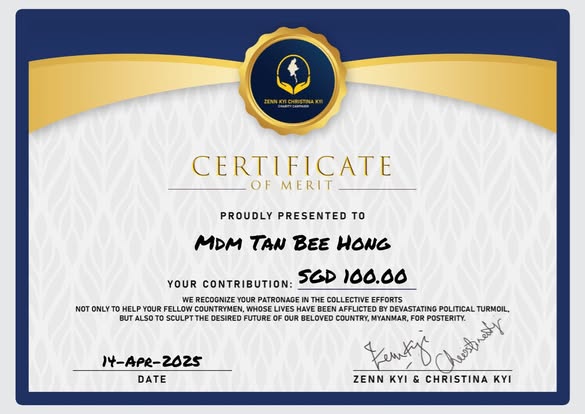 ZENN KYI CHRISTINA KYI
CHARITY CAMPAIGN
CERTIFICATE
OF MERIT
PROUDLY PRESENTED TO
MDM TAN BEE HONG
YOUR CONTRIBUTION: SGD 100.00
WE RECOGNIZE YOUR PATRONAGE IN THE COLLECTIVE EFFORTS
NOT ONLY TO HELP YOUR FELLOW COUNTRYMEN, WHOSE LIVES HAVE BEEN AFFLICTED BY DEVASTATING POLITICAL TURMOIL,
BUT ALSO TO SCULPT THE DESIRED FUTURE OF OUR BELOVED COUNTRY, MYANMAR, FOR POSTERITY.
14-APR-2025
DATE
ZENN KYI & CHRISTINA KYI